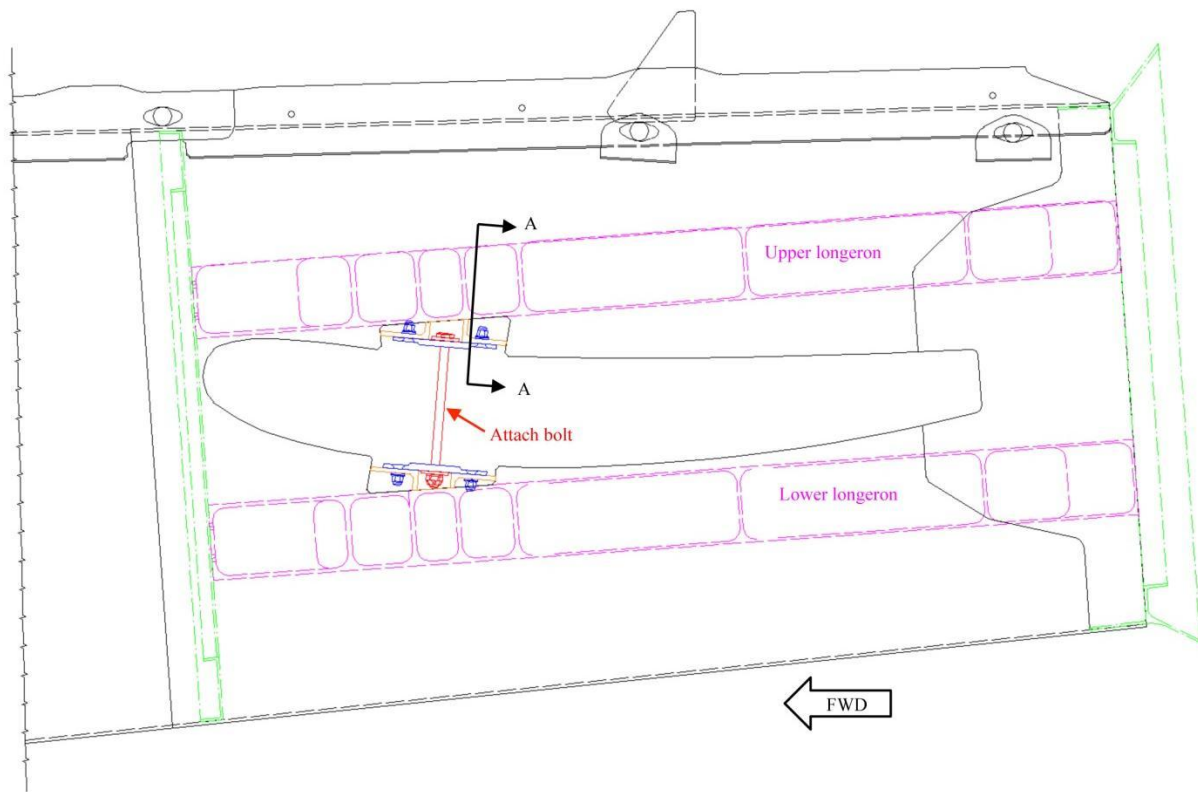 A
Upper longeron
A
Attach bolt
Lower longeron
FWD